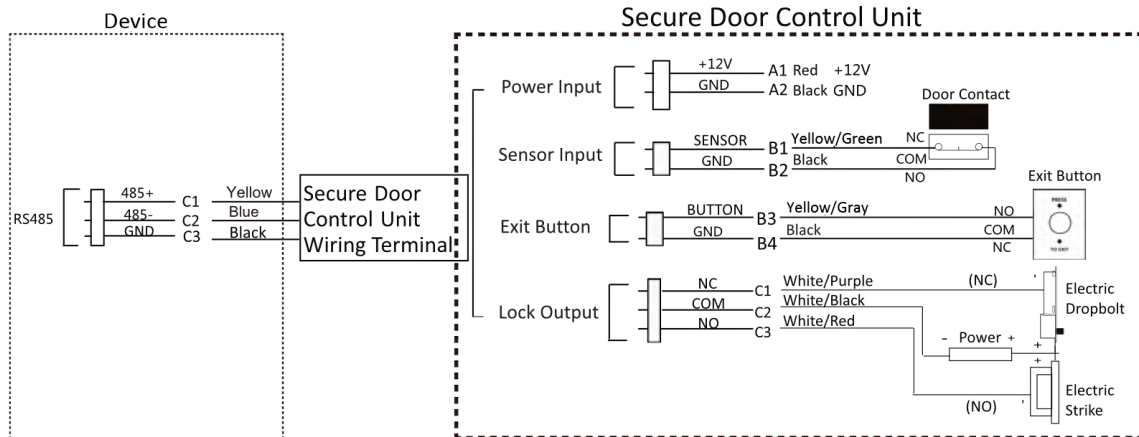 Device
Secure Door Control Unit
RS485
485+ C1 Yellow
485- C2 Blue
GND C3 Black
Secure Door
Control Unit
Wiring Terminal
Power Input
+12V A1 Red +12V
GND A2 Black GND
Door Contact
Sensor Input
SENSOR B1 Yellow/Green NC
GND B2 Black COM
NO
Exit Button
Exit Button
BUTTON B3 Yellow/Gray NO
GND B4 Black COM
NC
PRESS
TO EXIT
Lock Output
NC C1 White/Purple (NC) -
COM C2 White/Black
NO C3 White/Red
Electric
Dropbolt
- Power + +
+
(NO) -
Electric
Strike